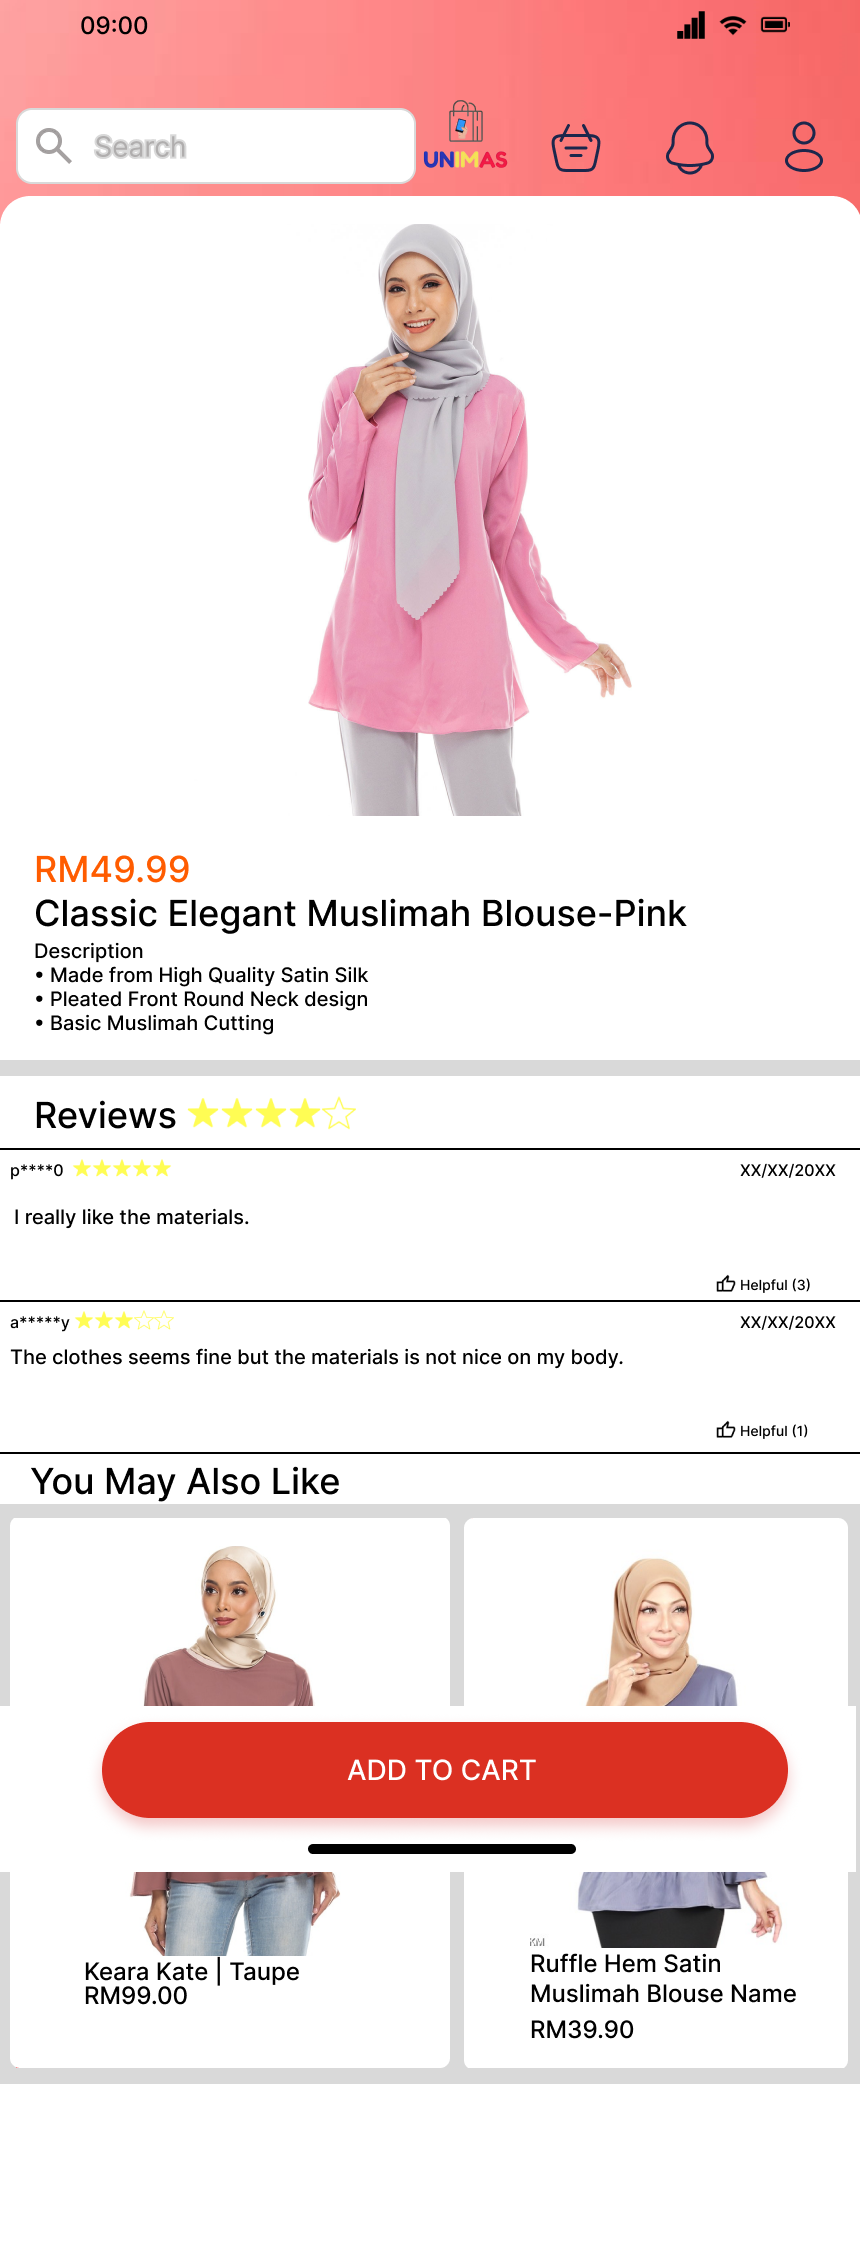 09:00
Search
UNIMAS
RM49.99
Classic Elegant Muslimah Blouse-Pink
Description
• Made from High Quality Satin Silk
• Pleated Front Round Neck design
• Basic Muslimah Cutting
Reviews
p****0
XX/XX/20XX
I really like the materials.
Helpful (3)
a*****y
XX/XX/20XX
The clothes seems fine but the materials is not nice on my body.
Helpful (1)
You May Also Like
ADD TO CART
KM
Keara Kate | Taupe
RM99.00
Ruffle Hem Satin
Muslimah Blouse Name
RM39.90